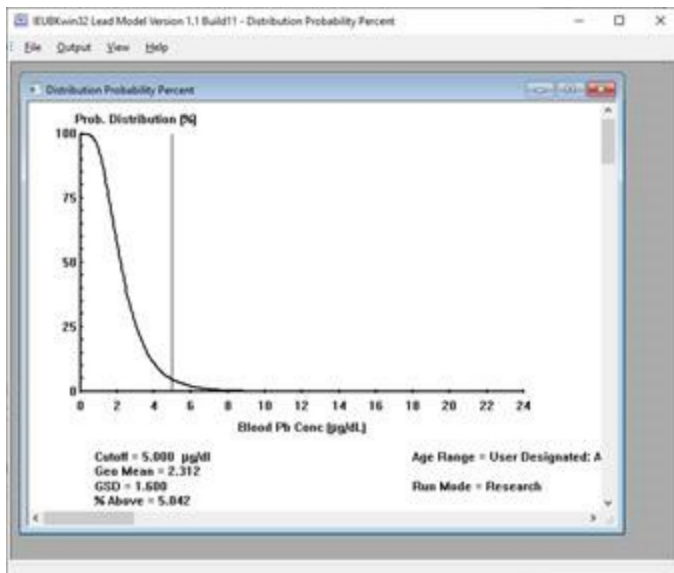 IEUBKwin32 Lead Model Version 1.1 Build11 - Distribution Probability Percent
File Output View Help
Distribution Probability Percent
Prob. Distribution (%)
100
75
50
25
0
0 2 4 6 8 10 12 14 16 18 20 22 24
Blood Pb Conc (µg/dL)
Cutoff = 5.000 µg/dl
Geo Mean = 2.312
GSD = 1.600
% Above = 5.042
Age Range = User Designated: A
Run Mode = Research